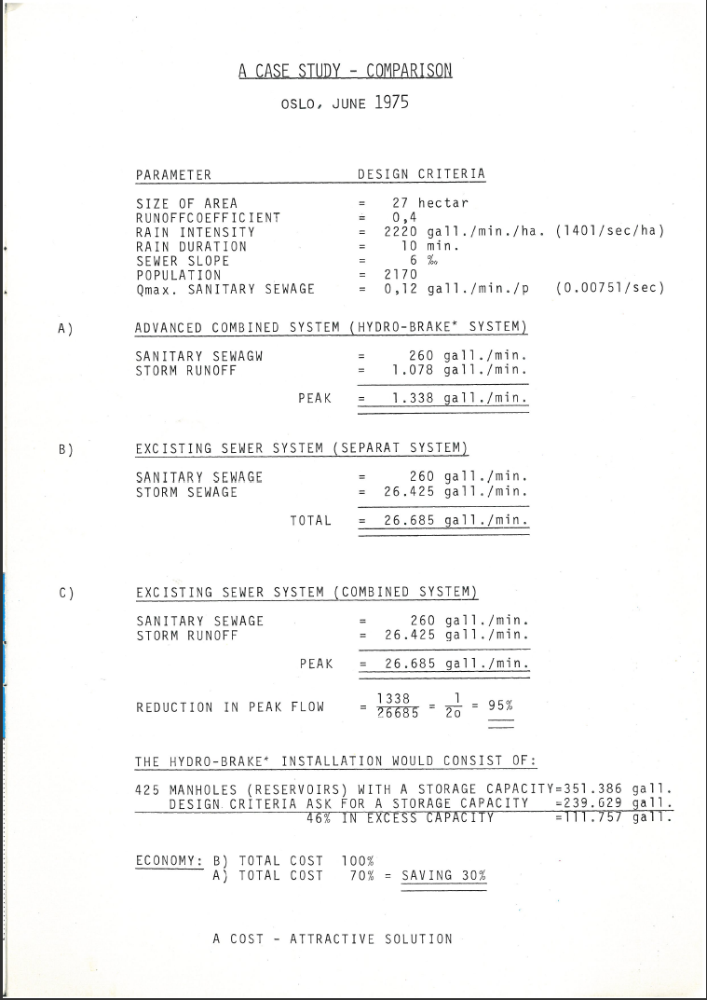 A CASE STUDY - COMPARISON
OSLO, JUNE 1975
PARAMETER DESIGN CRITERIA
SIZE OF AREA = 27 hectar
RUNOFFCOEFFICIENT = 0,4
RAIN INTENSITY = 2220 gall./min./ha. (140l/sec/ha)
RAIN DURATION = 10 min.
SEWER SLOPE = 6 ‰
POPULATION = 2170
Qmax. SANITARY SEWAGE = 0,12 gall./min./p (0.0075l/sec)
A) ADVANCED COMBINED SYSTEM (HYDRO-BRAKE* SYSTEM)
SANITARY SEWAGW = 260 gall./min.
STORM RUNOFF = 1.078 gall./min.
PEAK = 1.338 gall./min.
B) EXCISTING SEWER SYSTEM (SEPARAT SYSTEM)
SANITARY SEWAGE = 260 gall./min.
STORM SEWAGE = 26.425 gall./min.
TOTAL = 26.685 gall./min.
C) EXCISTING SEWER SYSTEM (COMBINED SYSTEM)
SANITARY SEWAGE = 260 gall./min.
STORM RUNOFF = 26.425 gall./min.
PEAK = 26.685 gall./min.
REDUCTION IN PEAK FLOW = 1338/26685 = 1/2o = 95%
THE HYDRO-BRAKE* INSTALLATION WOULD CONSIST OF:
425 MANHOLES (RESERVOIRS) WITH A STORAGE CAPACITY=351.386 gall.
DESIGN CRITERIA ASK FOR A STORAGE CAPACITY =239.629 gall.
46% IN EXCESS CAPACITY =111.757 gall.
ECONOMY: B) TOTAL COST 100%
A) TOTAL COST 70% = SAVING 30%
A COST - ATTRACTIVE SOLUTION